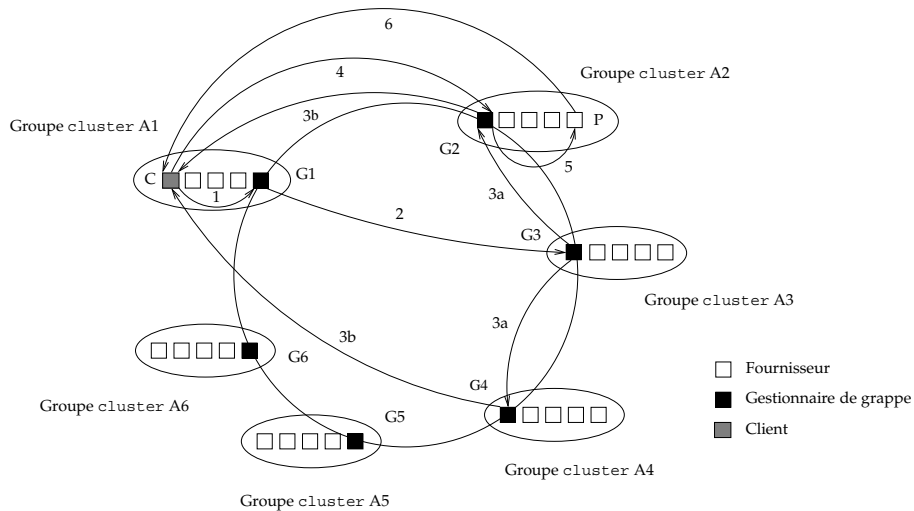 6
4
Groupe cluster A2
3b
P
Groupe cluster A1
G2
5
C
G1
1
3a
2
G3
Groupe cluster A3
3a
3b
G6
G4
Fournisseur
Groupe cluster A6
Gestionnaire de grappe
G5
Client
Groupe cluster A4
Groupe cluster A5